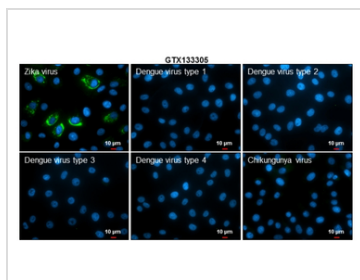 GTX133305
Zika virus
Dengue virus type 1
Dengue virus type 2
10 µm
10 µm
10 µm
Dengue virus type 3
Dengue virus type 4
Chikungunya virus
10 µm
10 µm
10 µm